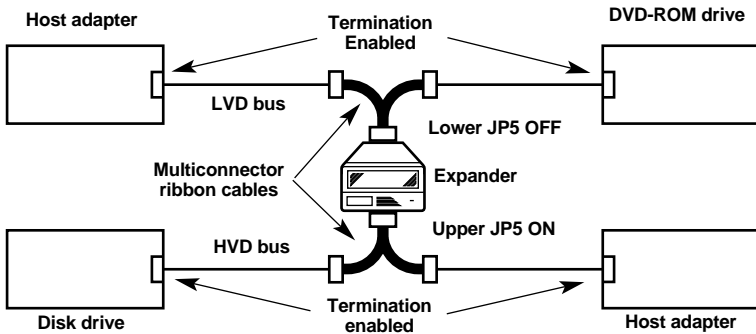 Host adapter
Termination
Enabled
DVD-ROM drive
LVD bus
Lower JP5 OFF
Multiconnector
ribbon cables
Expander
Upper JP5 ON
HVD bus
Disk drive
Termination
enabled
Host adapter